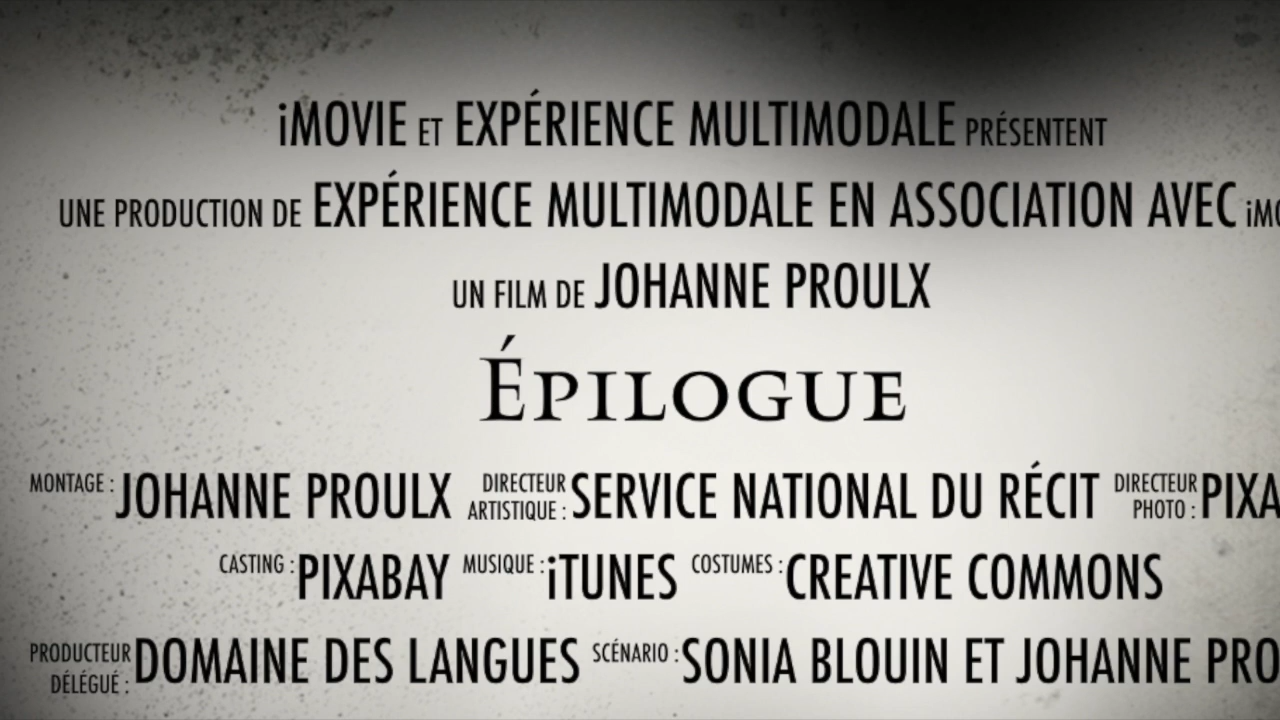 iMOVIE ET EXPÉRIENCE MULTIMODALE PRÉSENTENT
UNE PRODUCTION DE EXPÉRIENCE MULTIMODALE EN ASSOCIATION AVEC
UN FILM DE JOHANNE PROULX
ÉPILOGUE
MONTAGE : JOHANNE PROULX DIRECTEUR ARTISTIQUE : SERVICE NATIONAL DU RÉCIT DIRECTEUR PHOTO :
CASTING : PIXABAY MUSIQUE : iTUNES COSTUMES : CREATIVE COMMONS
PRODUCTEUR DÉLÉGUÉ : DOMAINE DES LANGUES SCÉNARIO : SONIA BLOUIN ET JOHANNE